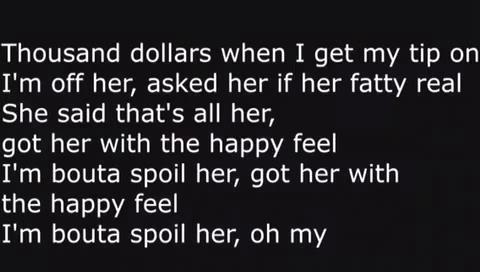 Thousand dollars when I get my tip on
I'm off her, asked her if her fatty real
She said that's all her,
got her with the happy feel
I'm bouta spoil her, got her with
the happy feel
I'm bouta spoil her, oh my